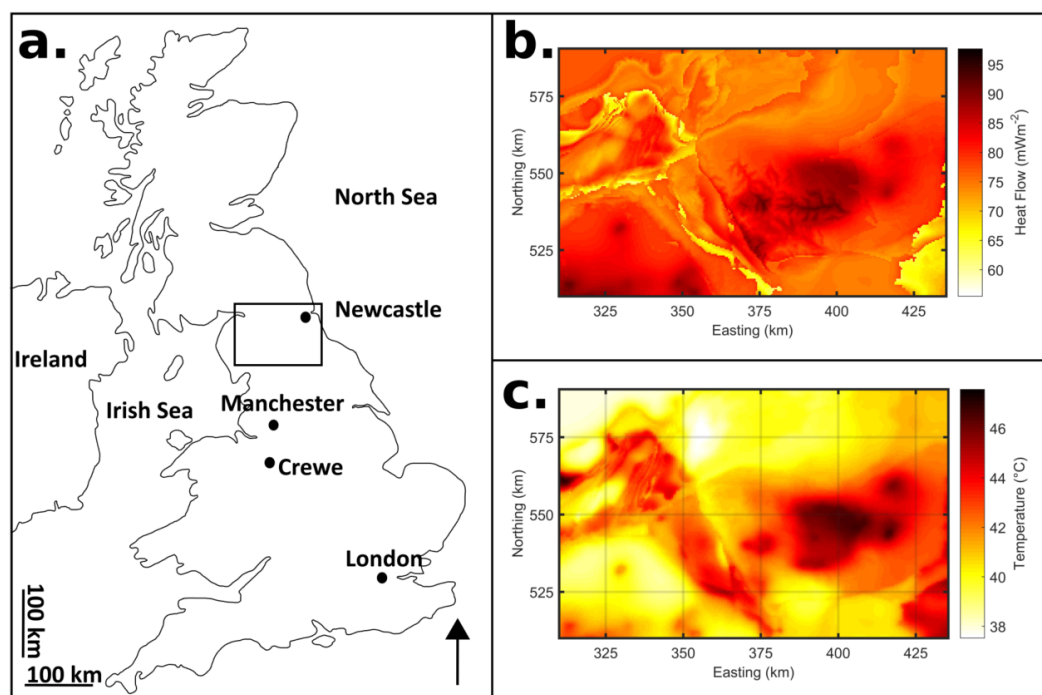 a.
North Sea
Newcastle
Ireland
Irish Sea
Manchester
Crewe
London
100 km
100 km
b.
575
550
525
Northing (km)
325 350 375 400 425
Easting (km)
95
90
85
80
75
70
65
60
Heat Flow (mWm⁻²)
c.
575
550
525
Northing (km)
325 350 375 400 425
Easting (km)
46
44
42
40
38
Temperature (°C)